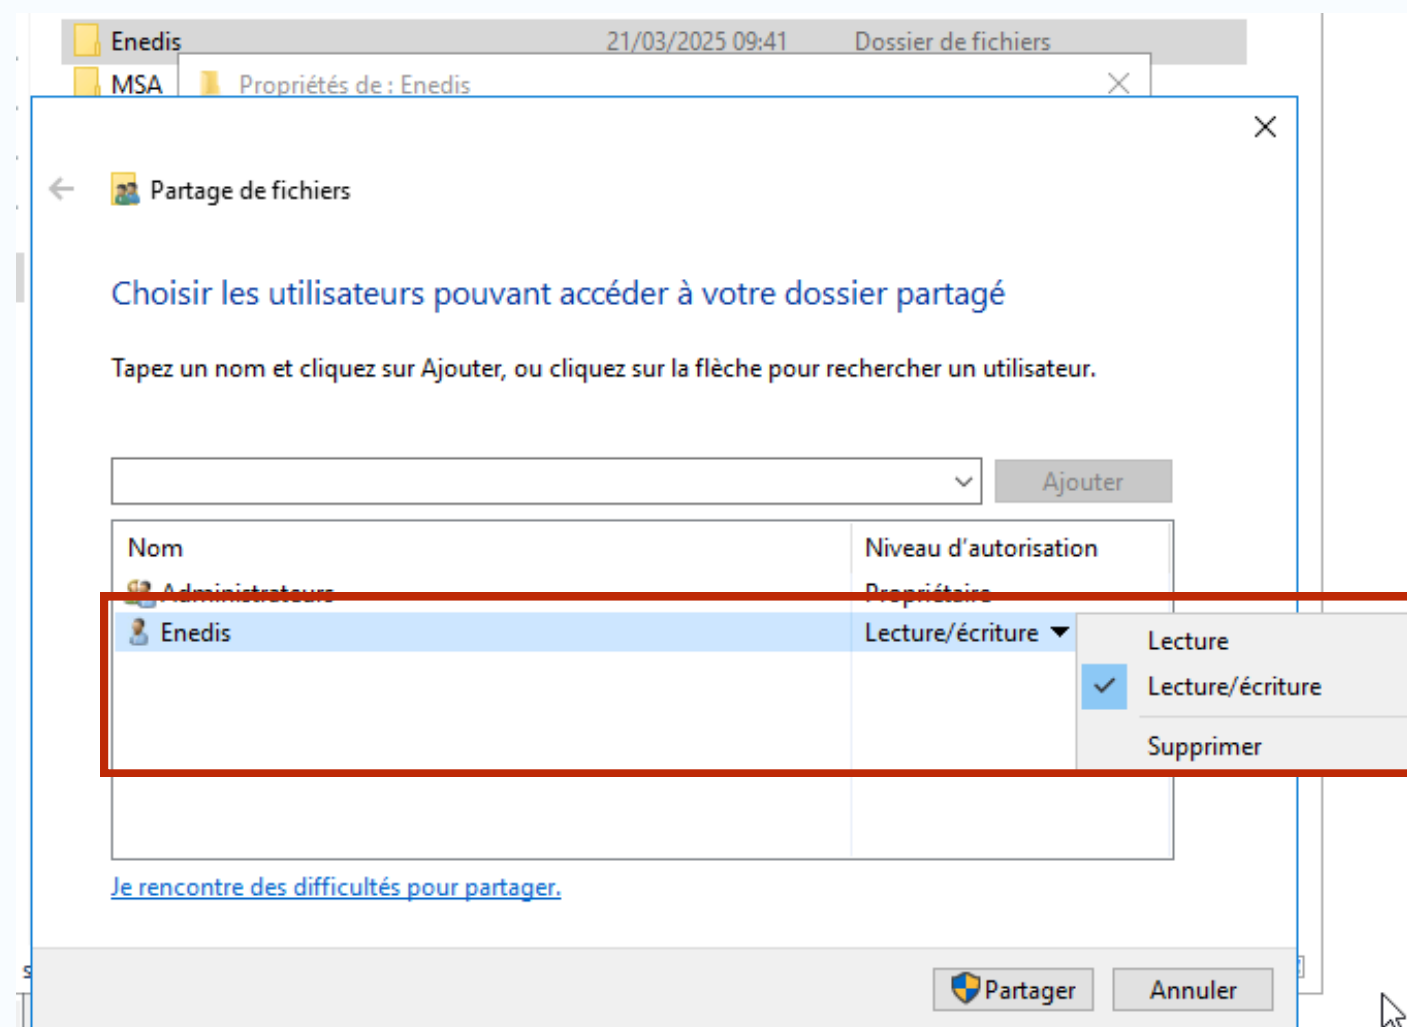 Enedis 21/03/2025 09:41 Dossier de fichiers
MSA Propriétés de : Enedis
Partage de fichiers
Choisir les utilisateurs pouvant accéder à votre dossier partagé
Tapez un nom et cliquez sur Ajouter, ou cliquez sur la flèche pour rechercher un utilisateur.
Ajouter
Nom Niveau d'autorisation
Administrateurs Propriétaire
Enedis Lecture/écriture
Lecture
Lecture/écriture
Supprimer
Je rencontre des difficultés pour partager.
Partager Annuler